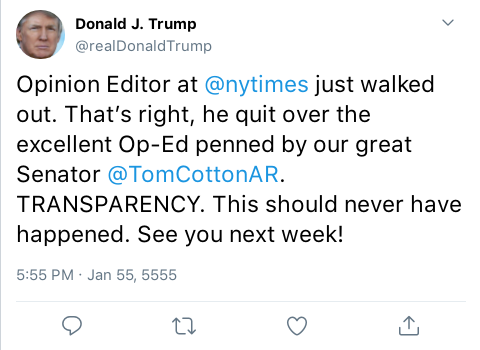 Donald J. Trump
@realDonaldTrump
Opinion Editor at @nytimes just walked
out. That’s right, he quit over the
excellent Op-Ed penned by our great
Senator @TomCottonAR.
TRANSPARENCY. This should never have
happened. See you next week!
5:55 PM · Jan 55, 5555